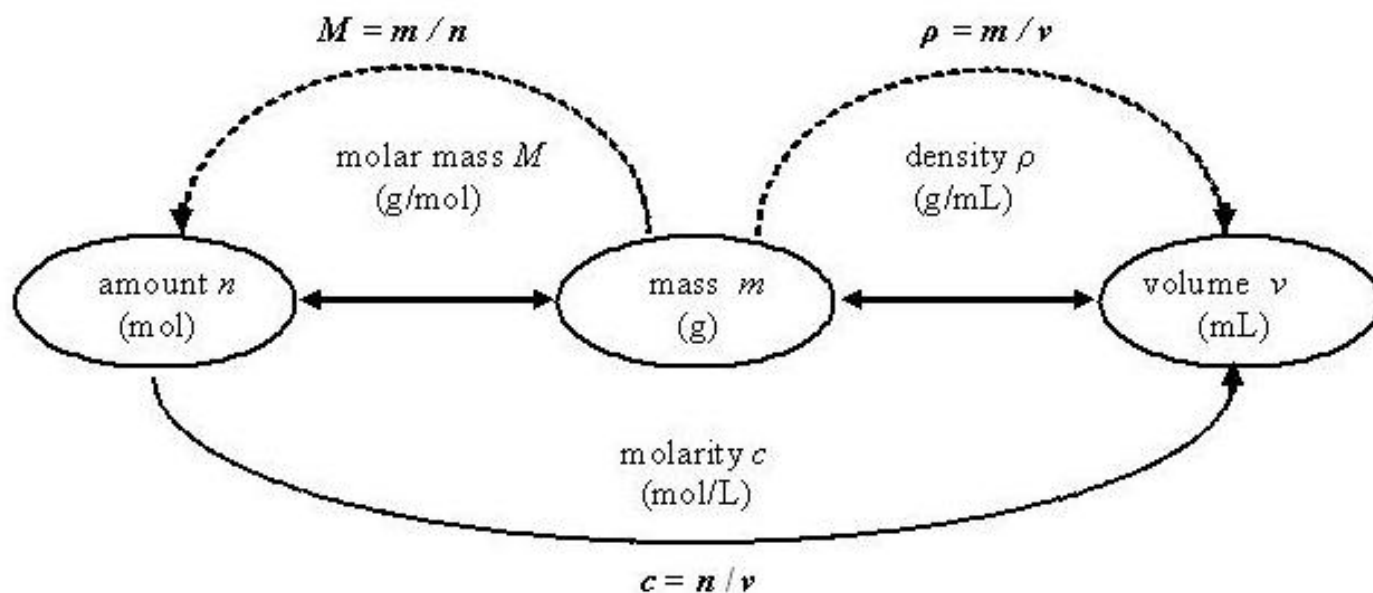 M = m / n
ρ = m / v
molar mass M
(g/mol)
density ρ
(g/mL)
amount n
(mol)
mass m
(g)
volume v
(mL)
molarity c
(mol/L)
c = n / v